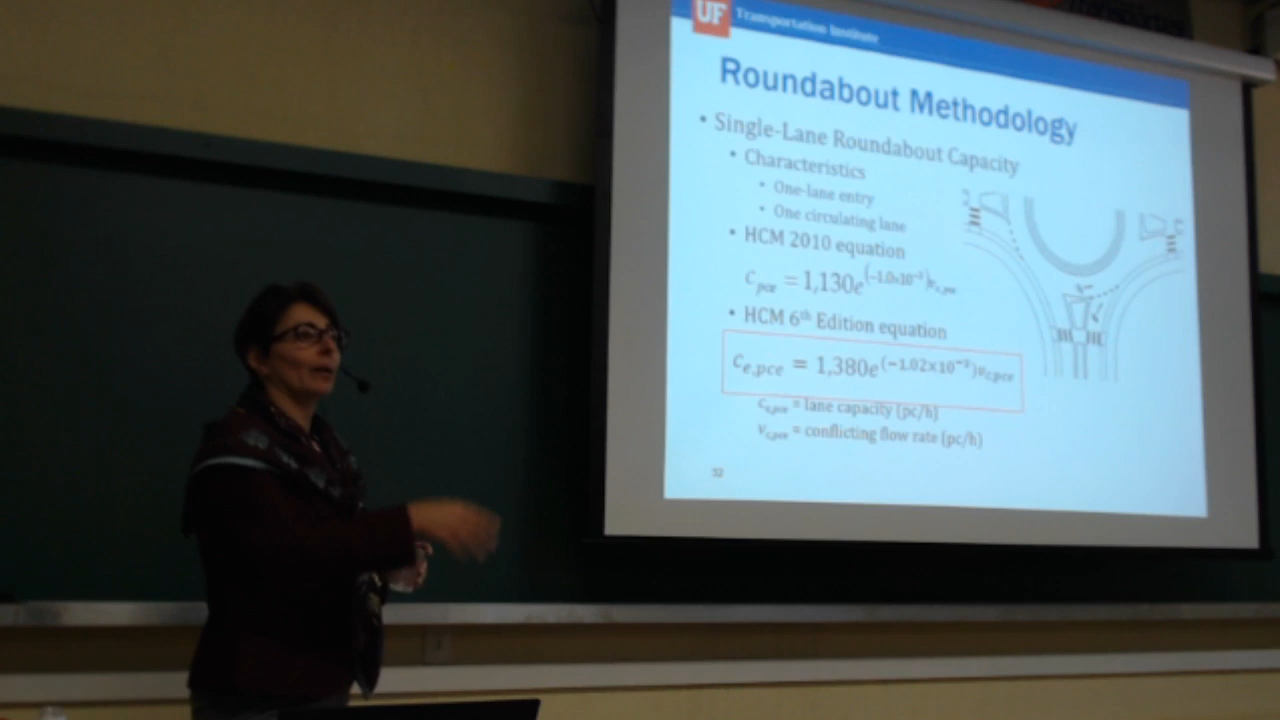 UF Transportation Institute
Roundabout Methodology
• Single-Lane Roundabout Capacity
• Characteristics
• One-lane entry
• One circulating lane
• HCM 2010 equation
C_pce = 1,130e^(−1.0×10⁻³)v_c,pce
• HCM 6th Edition equation
C_e,pce = 1,380e^(−1.02×10⁻³)v_c,pce
C_e,pce = lane capacity (pc/h)
V_c,pce = conflicting flow rate (pc/h)
32